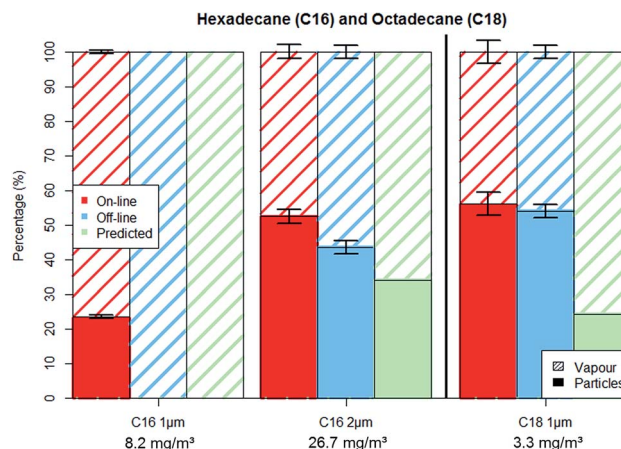 Hexadecane (C16) and Octadecane (C18)
Percentage (%)
100
90
80
70
60
50
40
30
20
10
0
On-line
Off-line
Predicted
Vapour
Particles
C16 1µm
C16 2µm
C18 1µm
8.2 mg/m³
26.7 mg/m³
3.3 mg/m³